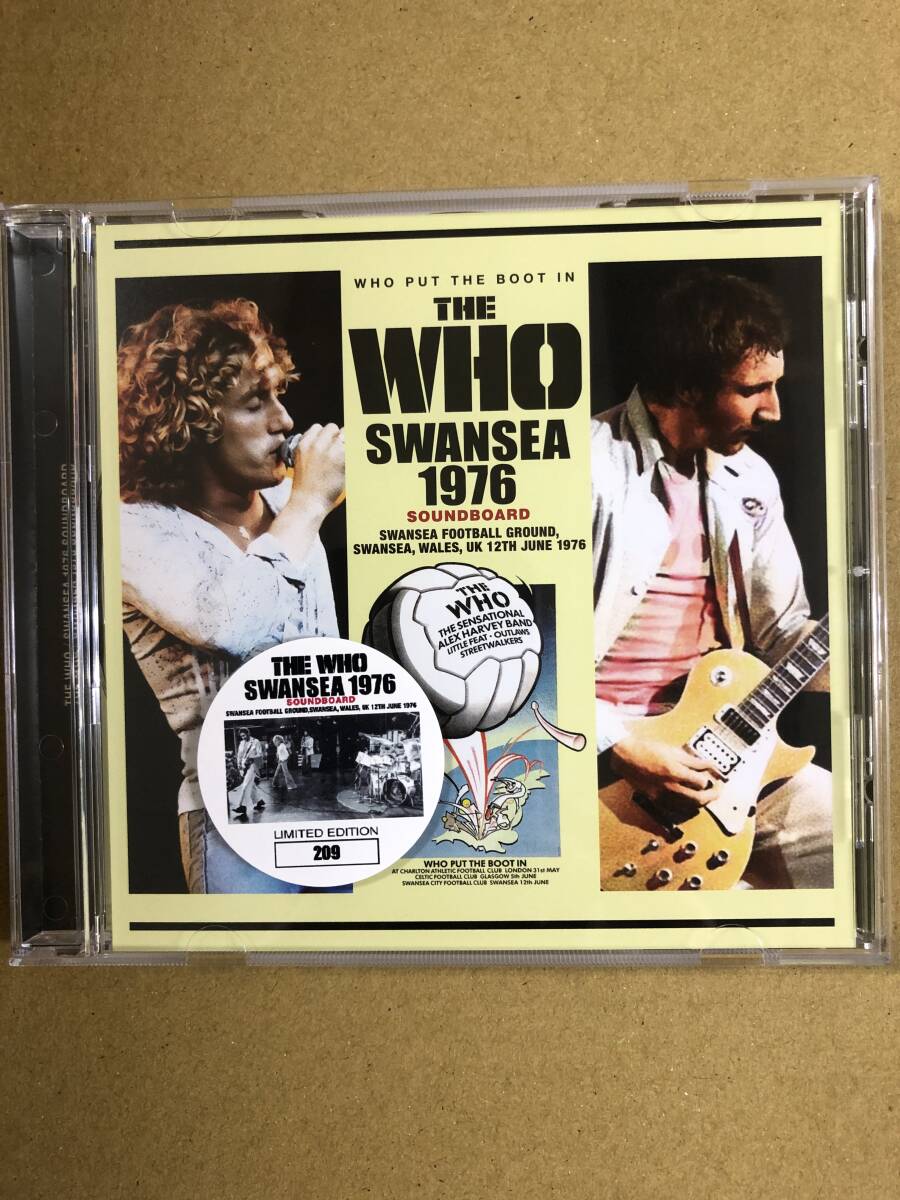 WHO PUT THE BOOT IN
THE
WHO
SWANSEA
1976
SOUNDBOARD
SWANSEA FOOTBALL GROUND,
SWANSEA, WALES, UK 12TH JUNE 1976
THE
WHO
THE SENSATIONAL
ALEX HARVEY BAND
LITTLE FEAT · OUTLAWS
STREETWALKERS
THE WHO
SWANSEA 1976
SOUNDBOARD
SWANSEA FOOTBALL GROUND,SWANSEA, WALES, UK 12TH JUNE 1976
LIMITED EDITION
209
WHO PUT THE BOOT IN
AT CHARLTON ATHLETIC FOOTBALL CLUB LONDON 31st MAY
CELTIC FOOTBALL CLUB GLASGOW 5th JUNE
SWANSEA CITY FOOTBALL CLUB SWANSEA 12th JUNE
THE WHO SWANSEA 1976 SOUNDBOARD